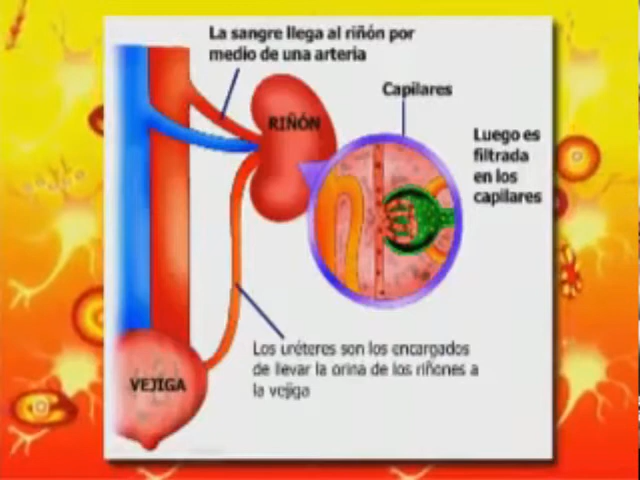 La sangre llega al riñón por
medio de una arteria
Capilares
RIÑÓN
Luego es
filtrada
en los
capilares
Los uréteres son los encargados
de llevar la orina de los riñones a
la vejiga
VEJIGA